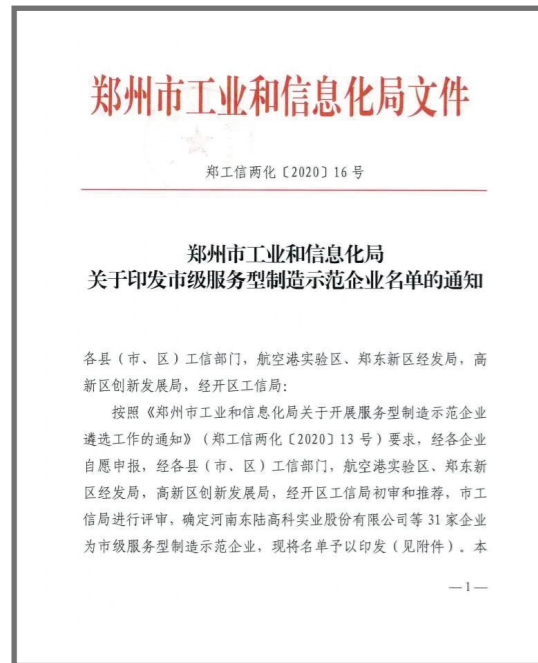 郑州市工业和信息化局文件
郑工信两化〔2020〕16 号
郑州市工业和信息化局
关于印发市级服务型制造示范企业名单的通知
各县（市、区）工信部门，航空港实验区、郑东新区经发局，高
新区创新发展局，经开区工信局：
按照《郑州市工业和信息化局关于开展服务型制造示范企业
遴选工作的通知》（郑工信两化〔2020〕13 号）要求，经各企业
自愿申报，经各县（市、区）工信部门，航空港实验区、郑东新
区经发局，高新区创新发展局，经开区工信局初审和推荐，市工
信局进行评审，确定河南东陆高科实业股份有限公司等 31 家企业
为市级服务型制造示范企业，现将名单予以印发（见附件）。本
—1—